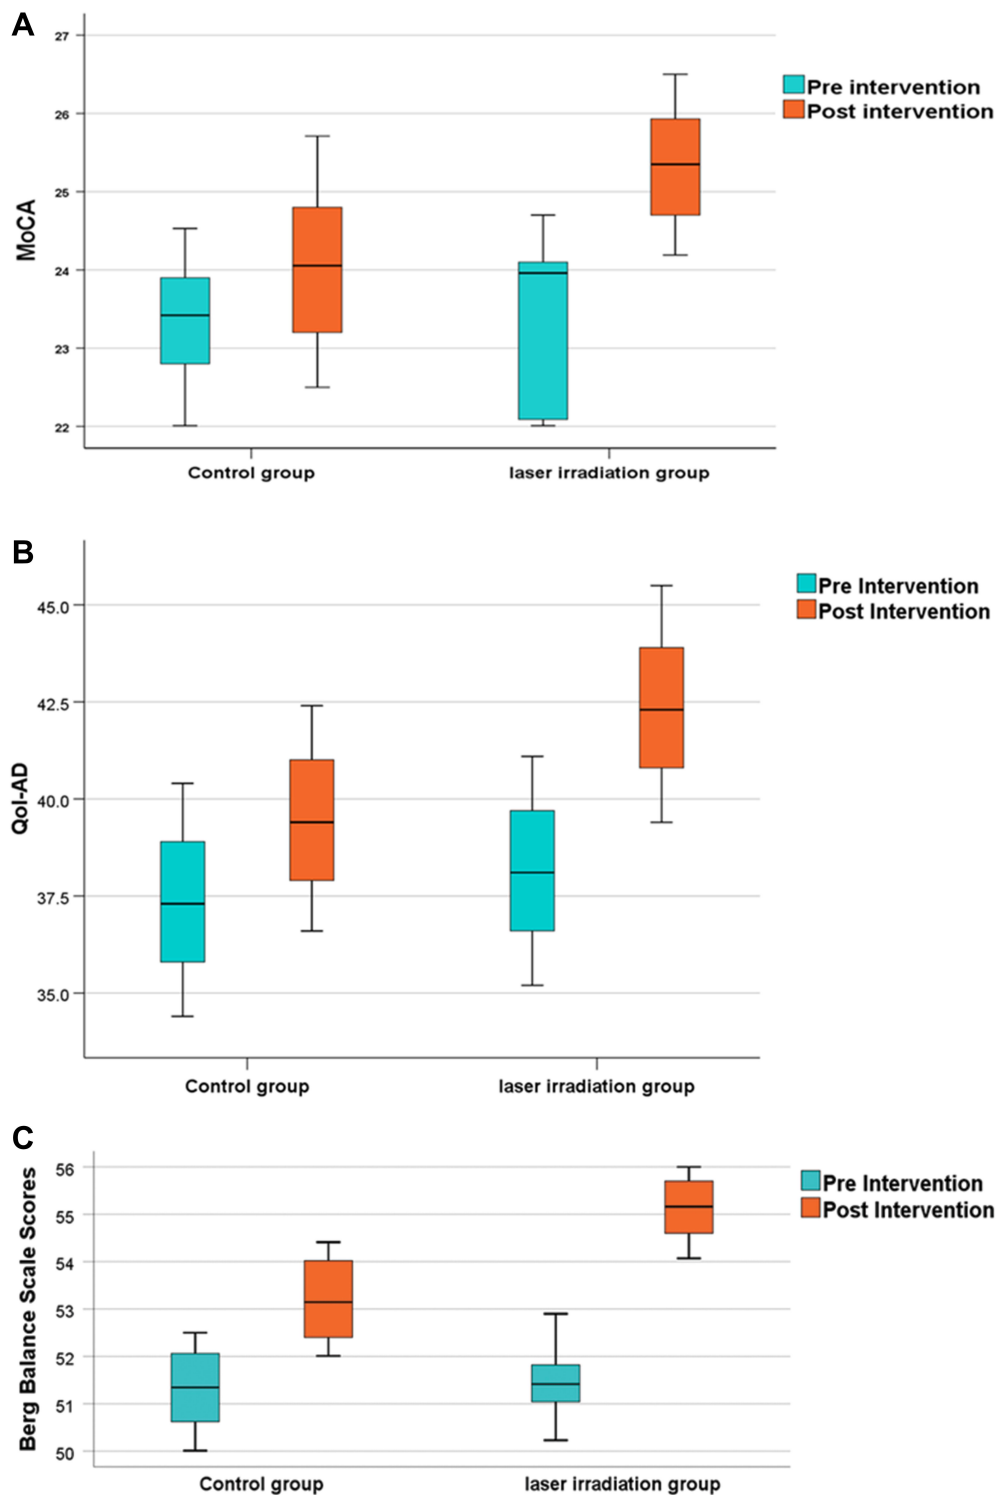 A
27
26
25
24
23
22
MoCA
Pre intervention
Post intervention
Control group
laser irradiation group
B
45.0
42.5
40.0
37.5
35.0
Qol-AD
Pre Intervention
Post Intervention
Control group
laser irradiation group
C
56
55
54
53
52
51
50
Berg Balance Scale Scores
Pre Intervention
Post Intervention
Control group
laser irradiation group